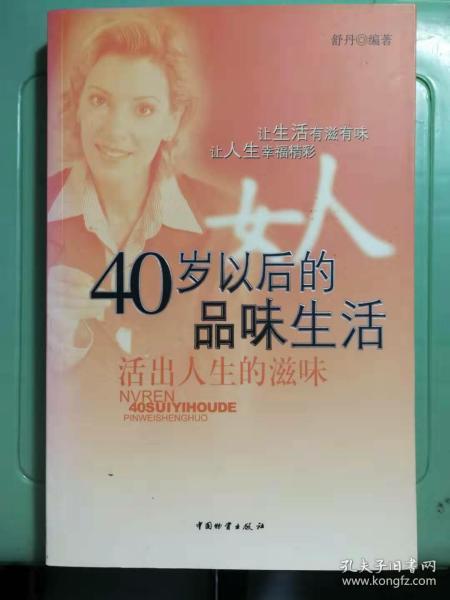 舒丹◎编著
让生活有滋有味
让人生幸福精彩
女人
40岁以后的
品味生活
活出人生的滋味
NVREN
40SUIYIHOUDE
PINWEISHENGHUO
中国物资出版社
孔夫子旧书网
www.kongfz.com